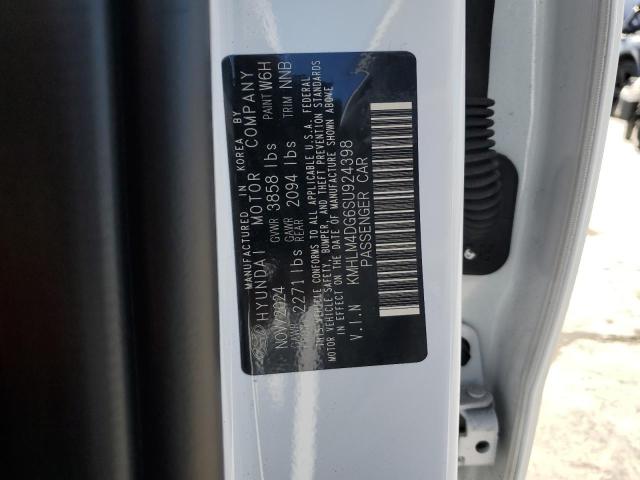 MANUFACTURED IN KOREA BY
HYUNDAI MOTOR COMPANY
NOV/2024 GVWR 3858 lbs PAINT W6H
GAWR 2271 lbs GAWR REAR 2094 lbs TRIM NNB
THIS VEHICLE CONFORMS TO ALL APPLICABLE U.S.A. FEDERAL
MOTOR VEHICLE SAFETY, BUMPER, AND THEFT PREVENTION STANDARDS
IN EFFECT ON THE DATE OF MANUFACTURE SHOWN ABOVE
V.I.N KMHLM4DG6SU924398
PASSENGER CAR